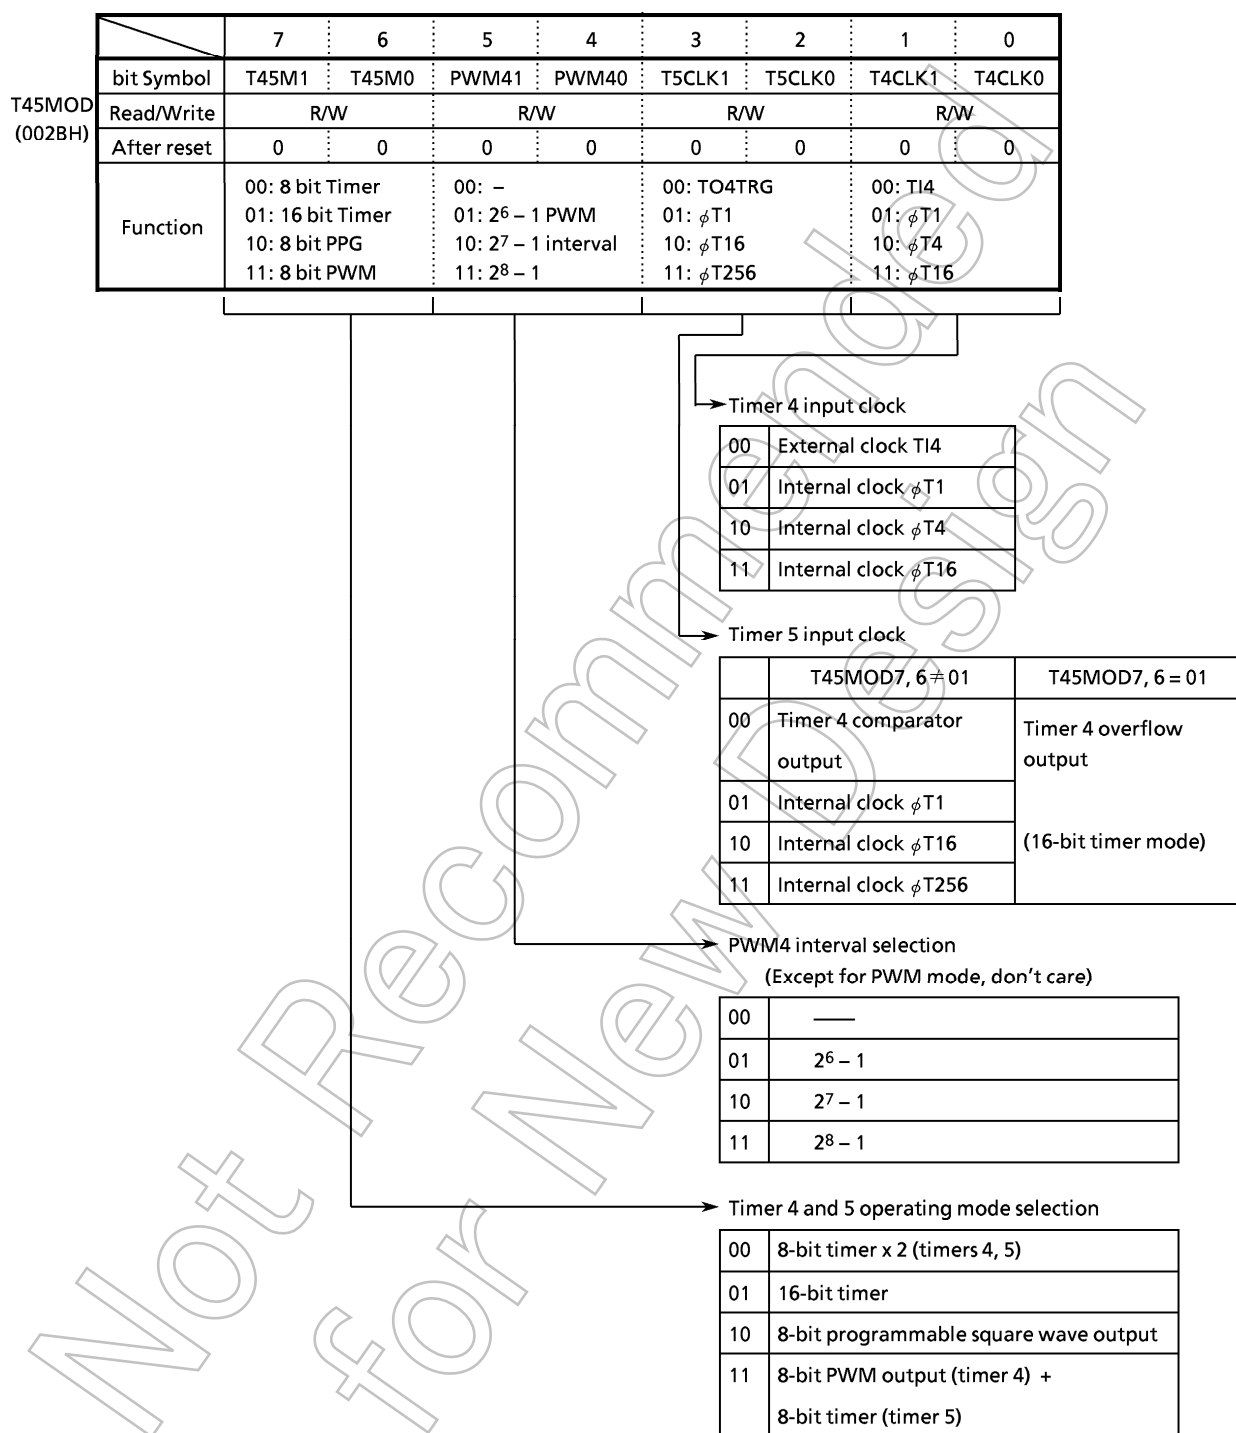 7 6 5 4 3 2 1 0
bit Symbol T45M1 T45M0 PWM41 PWM40 T5CLK1 T5CLK0 T4CLK1 T4CLK0
T45MOD
(002BH)
Read/Write R/W R/W R/W R/W
After reset 0 0 0 0 0 0 0 0
Function
00: 8 bit Timer 00: – 00: TO4TRG 00: TI4
01: 16 bit Timer 01: 2⁶ – 1 PWM 01: ϕT1 01: ϕT1
10: 8 bit PPG 10: 2⁷ – 1 interval 10: ϕT16 10: ϕT4
11: 8 bit PWM 11: 2⁸ – 1 11: ϕT256 11: ϕT16
Timer 4 input clock
00 External clock TI4
01 Internal clock ϕT1
10 Internal clock ϕT4
11 Internal clock ϕT16
Timer 5 input clock
T45MOD7, 6≠01 T45MOD7, 6 = 01
00 Timer 4 comparator
output
01 Internal clock ϕT1
10 Internal clock ϕT16
11 Internal clock ϕT256
Timer 4 overflow
output
(16-bit timer mode)
PWM4 interval selection
(Except for PWM mode, don't care)
00 ——
01 2⁶ – 1
10 2⁷ – 1
11 2⁸ – 1
Timer 4 and 5 operating mode selection
00 8-bit timer x 2 (timers 4, 5)
01 16-bit timer
10 8-bit programmable square wave output
11 8-bit PWM output (timer 4) +
8-bit timer (timer 5)
Not Recommended
for New Design